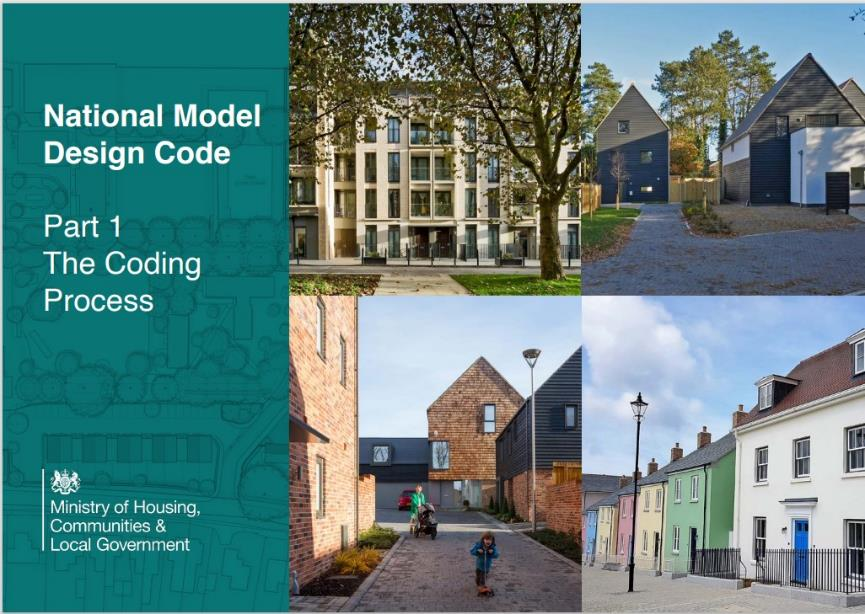 National Model
Design Code
Part 1
The Coding
Process
Ministry of Housing,
Communities &
Local Government